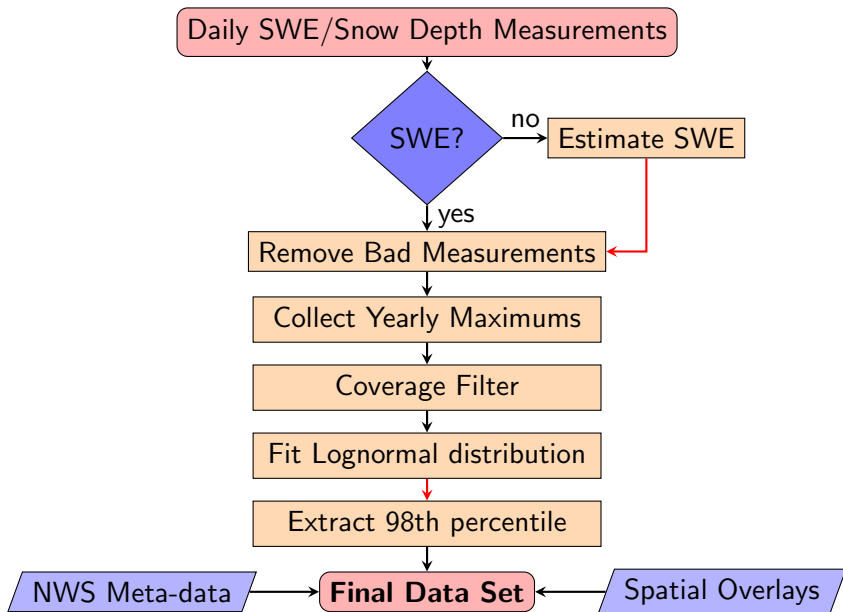 Daily SWE/Snow Depth Measurements
SWE?
no
Estimate SWE
yes
Remove Bad Measurements
Collect Yearly Maximums
Coverage Filter
Fit Lognormal distribution
Extract 98th percentile
NWS Meta-data
Final Data Set
Spatial Overlays